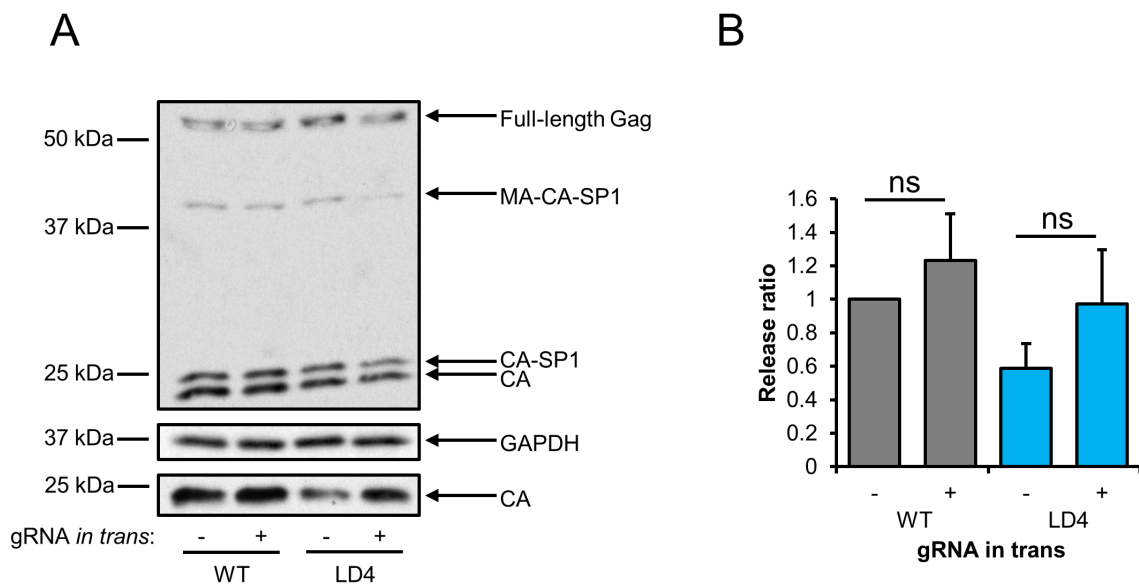 A
B
Full-length Gag
50 kDa
MA-CA-SP1
37 kDa
CA-SP1
25 kDa
CA
37 kDa
GAPDH
25 kDa
CA
gRNA in trans: - + - +
WT LD4
ns
ns
Release ratio
1.6
1.4
1.2
1
0.8
0.6
0.4
0.2
0
- + - +
WT LD4
gRNA in trans